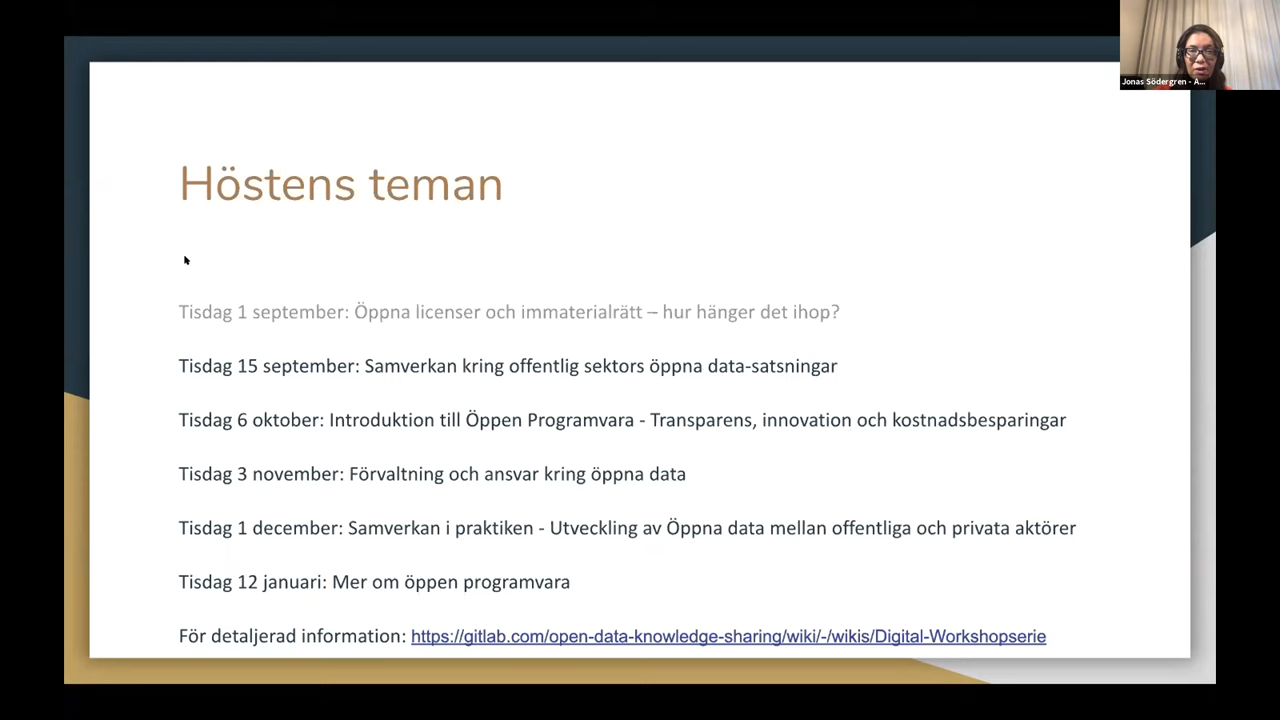 Jonas Södergren - A...
Höstens teman
Tisdag 1 september: Öppna licenser och immaterialrätt – hur hänger det ihop?
Tisdag 15 september: Samverkan kring offentlig sektors öppna data-satsningar
Tisdag 6 oktober: Introduktion till Öppen Programvara - Transparens, innovation och kostnadsbesparingar
Tisdag 3 november: Förvaltning och ansvar kring öppna data
Tisdag 1 december: Samverkan i praktiken - Utveckling av Öppna data mellan offentliga och privata aktörer
Tisdag 12 januari: Mer om öppen programvara
För detaljerad information: https://gitlab.com/open-data-knowledge-sharing/wiki/-/wikis/Digital-Workshopserie